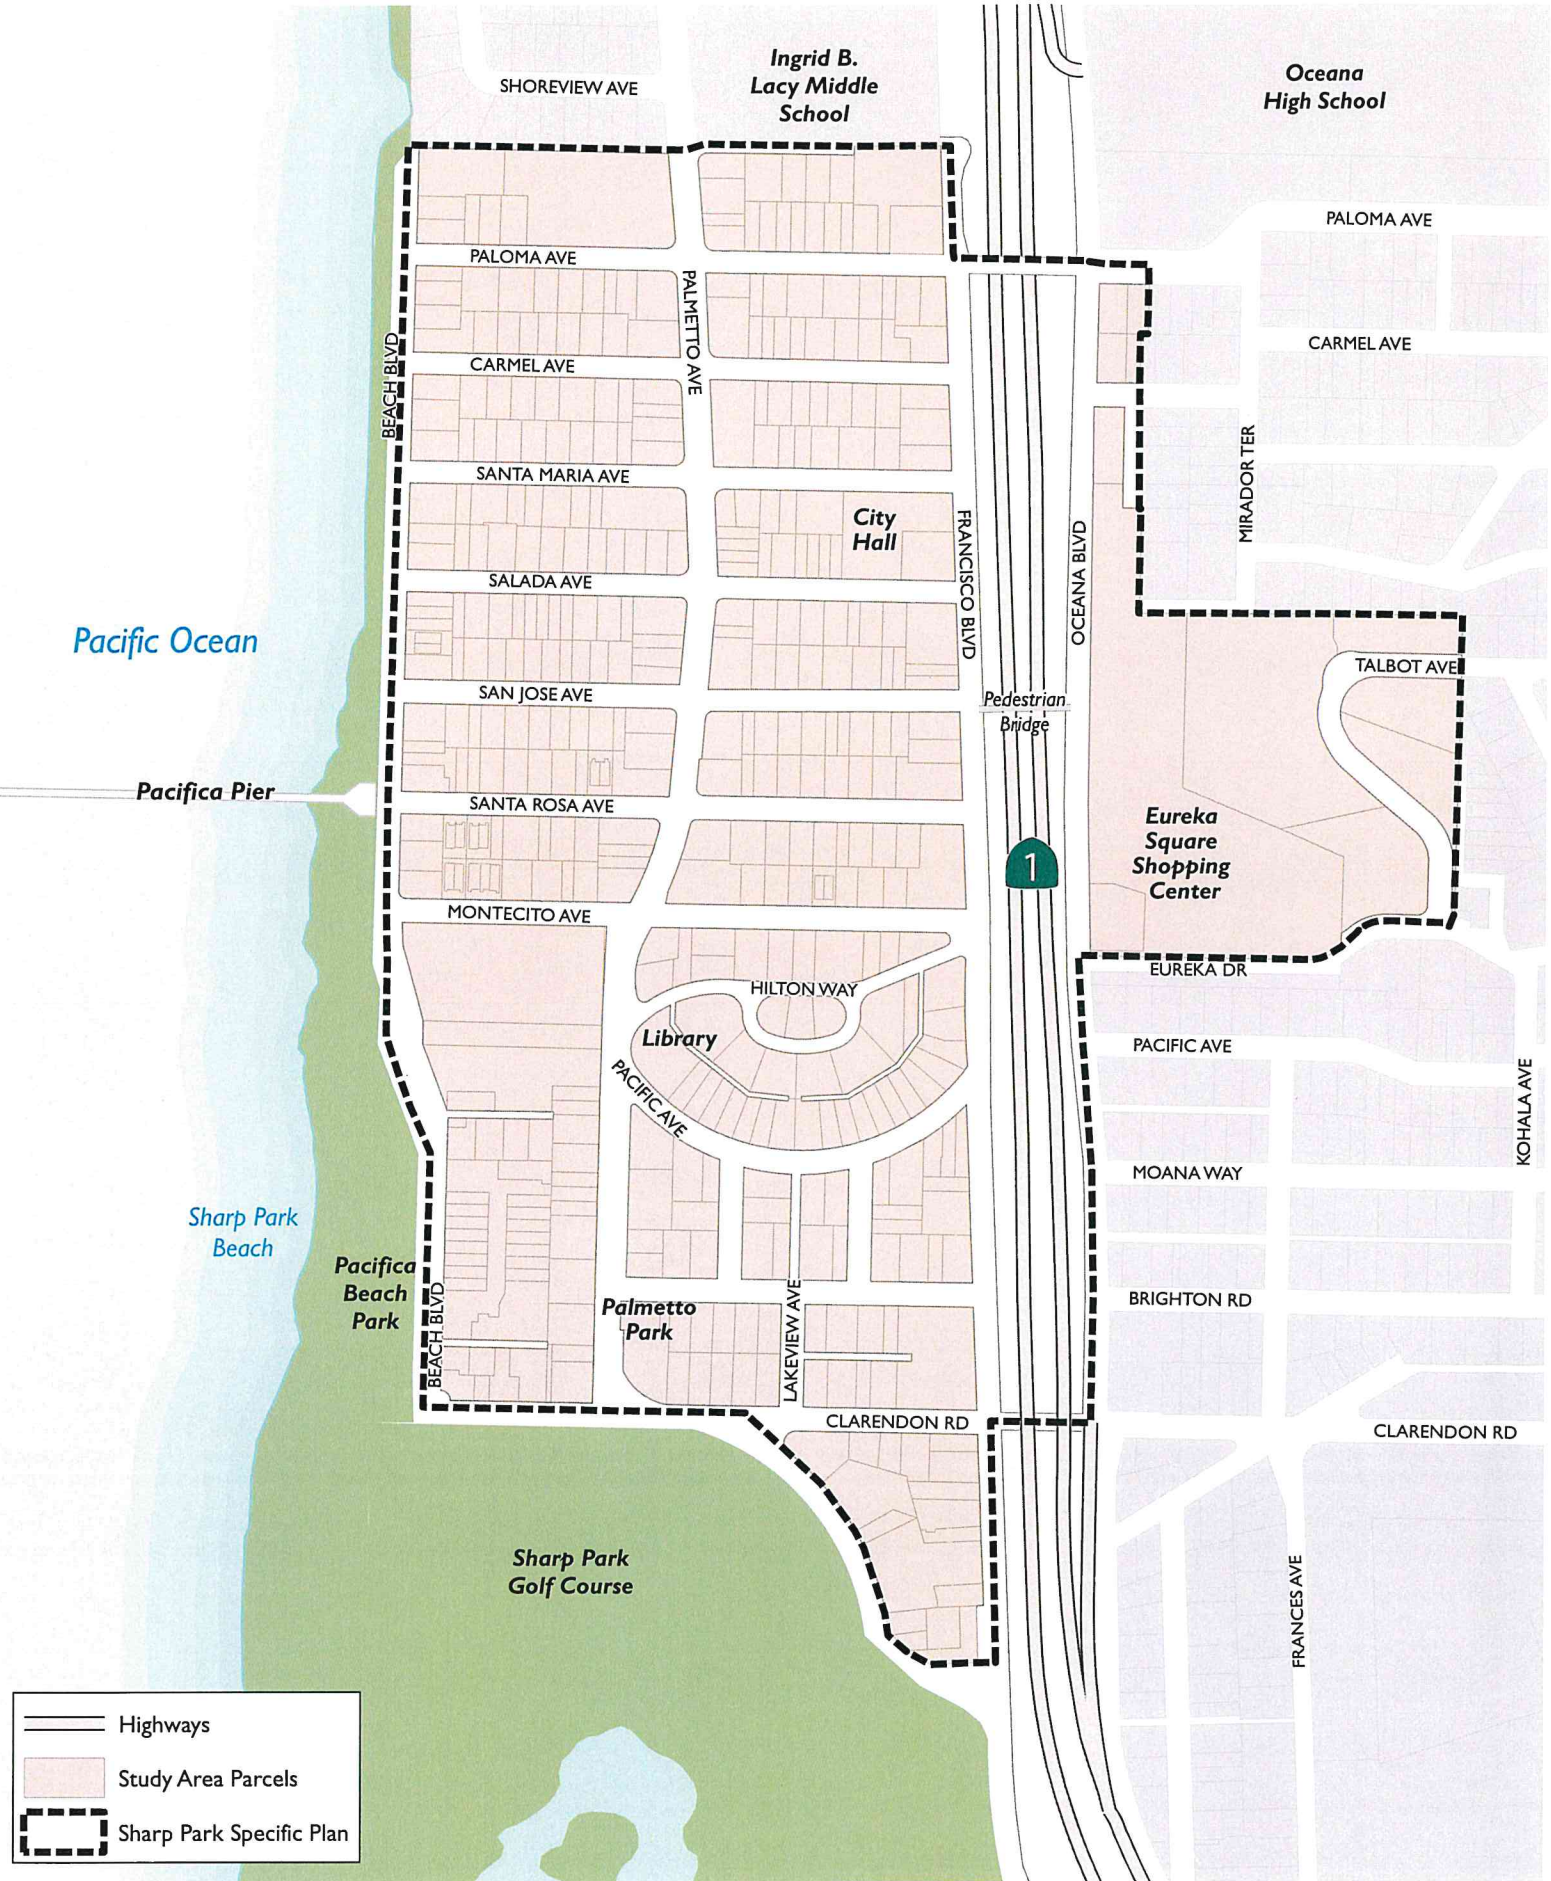 Ingrid B.
Lacy Middle
School
Oceana
High School
SHOREVIEW AVE
PALOMA AVE
PALOMA AVE
PALMETTO AVE
BEACH BLVD
CARMEL AVE
CARMEL AVE
MIRADOR TER
SANTA MARIA AVE
City
Hall
FRANCISCO BLVD
OCEANA BLVD
SALADA AVE
Pacific Ocean
TALBOT AVE
SAN JOSE AVE
Pedestrian
Bridge
Pacifica Pier
SANTA ROSA AVE
Eureka
Square
Shopping
Center
1
MONTECITO AVE
EUREKA DR
HILTON WAY
Library
PACIFIC AVE
PACIFIC AVE
KOHALA AVE
MOANA WAY
Sharp Park
Beach
Pacifica
Beach
Park
BEACH BLVD
Palmetto
Park
LAKEVIEW AVE
BRIGHTON RD
CLARENDON RD
CLARENDON RD
Sharp Park
Golf Course
FRANCES AVE
Highways
Study Area Parcels
Sharp Park Specific Plan